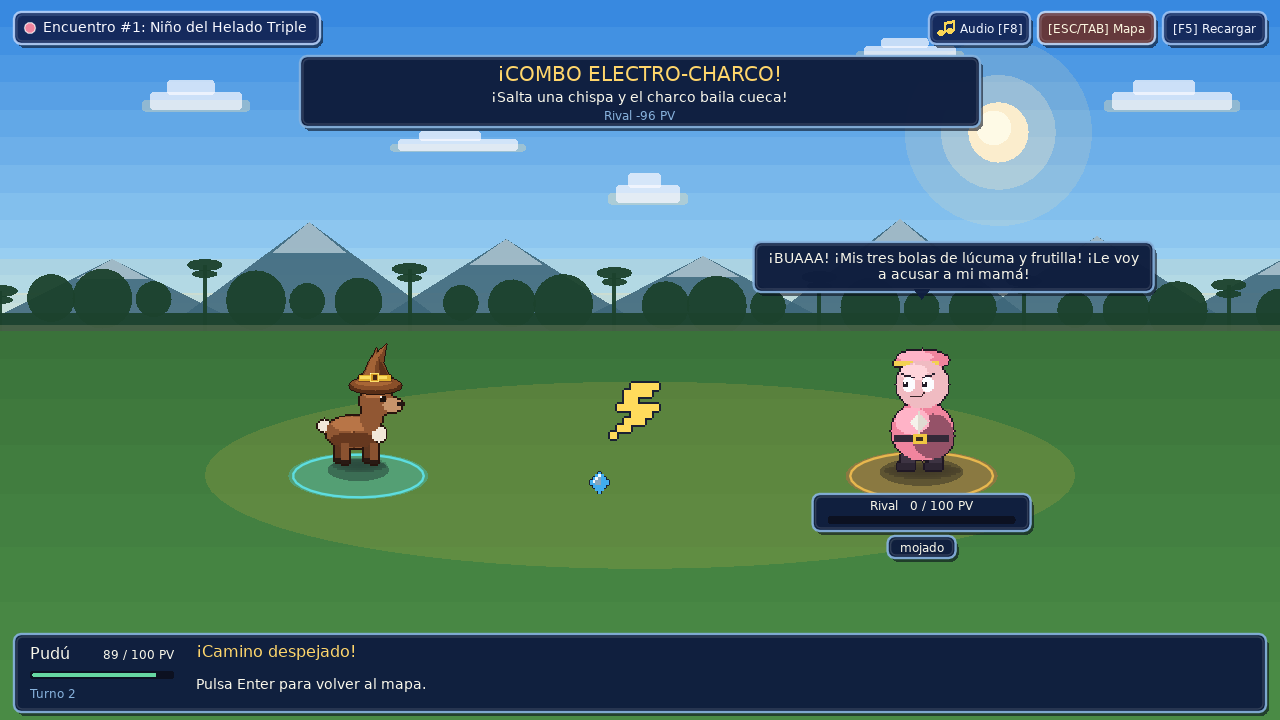 Encuentro #1: Niño del Helado Triple
Audio [F8]
[ESC/TAB] Mapa
[F5] Recargar
¡COMBO ELECTRO-CHARCO!
¡Salta una chispa y el charco baila cueca!
Rival -96 PV
¡BUAAA! ¡Mis tres bolas de lúcuma y frutilla! ¡Le voy
a acusar a mi mamá!
Rival 0 / 100 PV
mojado
Pudú 89 / 100 PV
Turno 2
¡Camino despejado!
Pulsa Enter para volver al mapa.